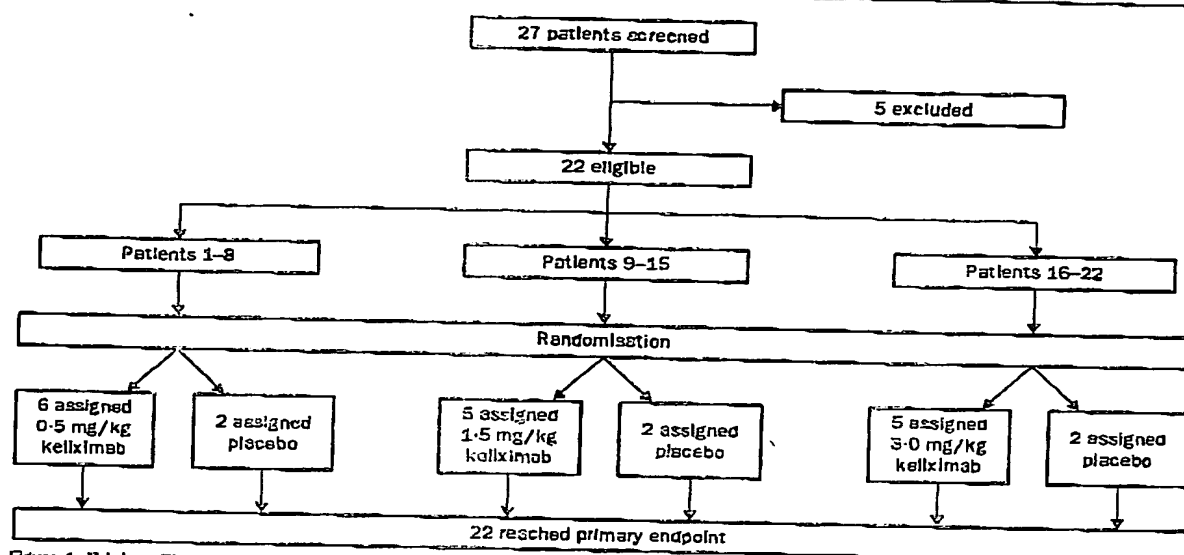 27 patients screened
5 excluded
22 eligible
Patients 1–8
Patients 9–15
Patients 16–22
Randomisation
6 assigned
0·5 mg/kg
keliximab
2 assigned
placebo
5 assigned
1·5 mg/kg
keliximab
2 assigned
placebo
5 assigned
3·0 mg/kg
keliximab
2 assigned
placebo
22 reached primary endpoint